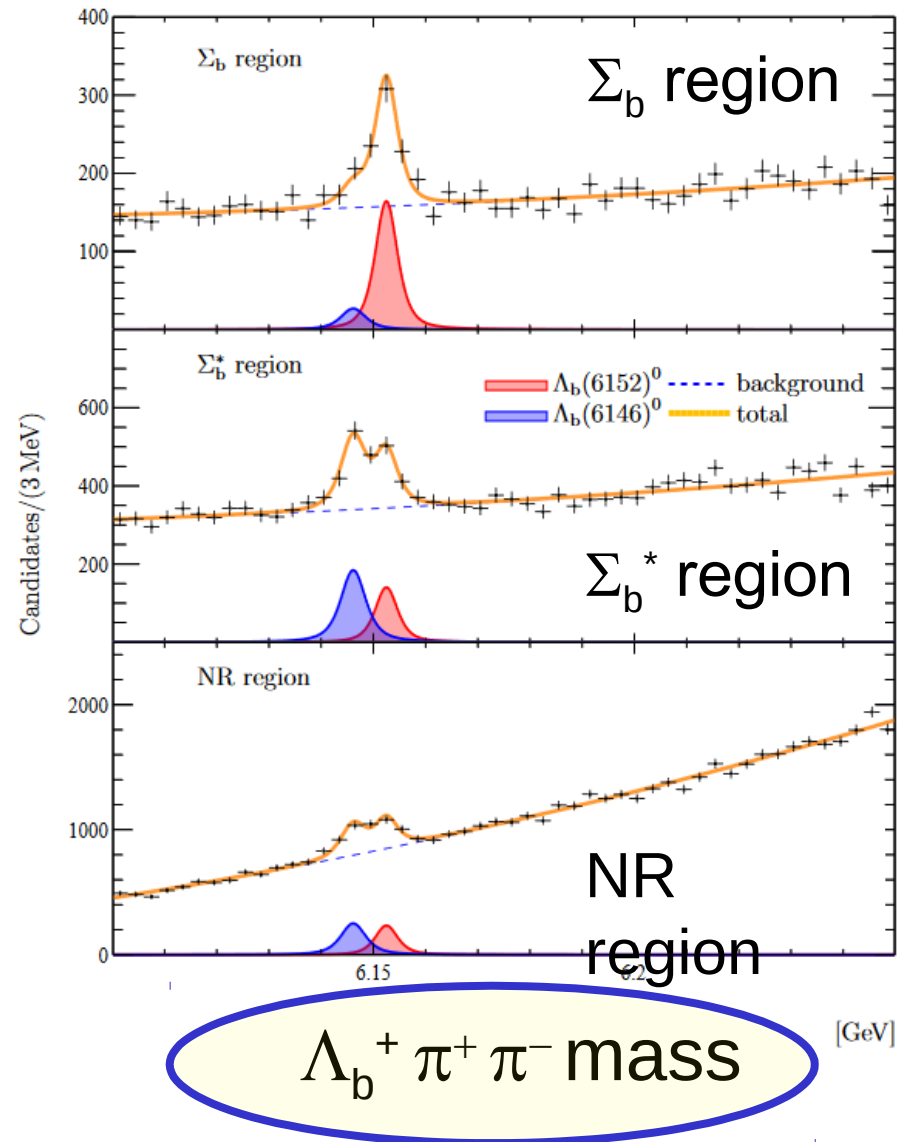 400
Σb region
Σb region
300
200
100
Σb* region
Λb(6152)⁰ background
Λb(6146)⁰ total
600
400
200
Σb* region
Candidates/(3 MeV)
NR region
2000
1000
NR
region
0
6.15 6.2
[GeV]
Λb⁺ π⁺ π⁻ mass